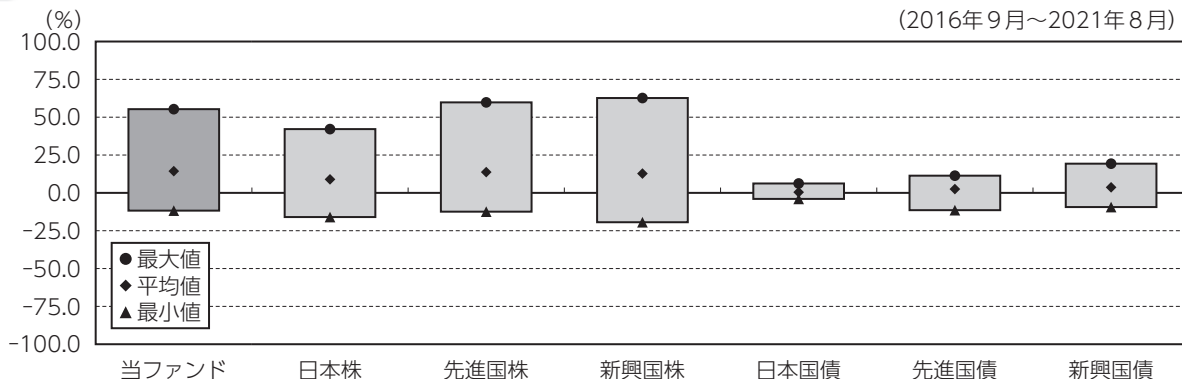 (%)
(2016年9月～2021年8月)
100.0
75.0
50.0
25.0
0.0
-25.0
-50.0
-75.0
-100.0
●最大値
◆平均値
▲最小値
当ファンド 日本株 先進国株 新興国株 日本国債 先進国債 新興国債